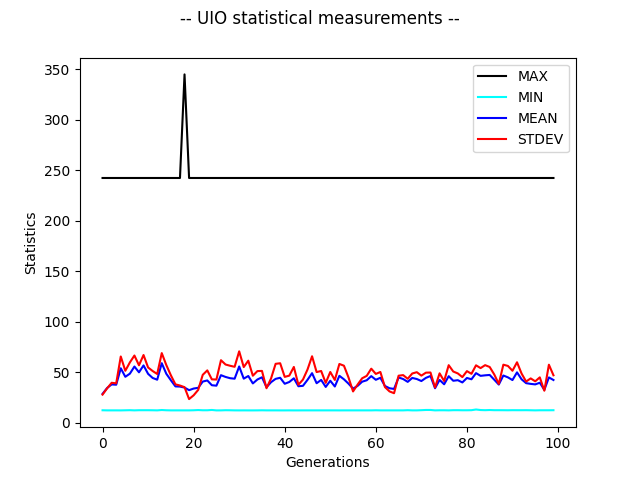 -- UIO statistical measurements --
MAX
MIN
MEAN
STDEV
Statistics
350
300
250
200
150
100
50
0
0 20 40 60 80 100
Generations